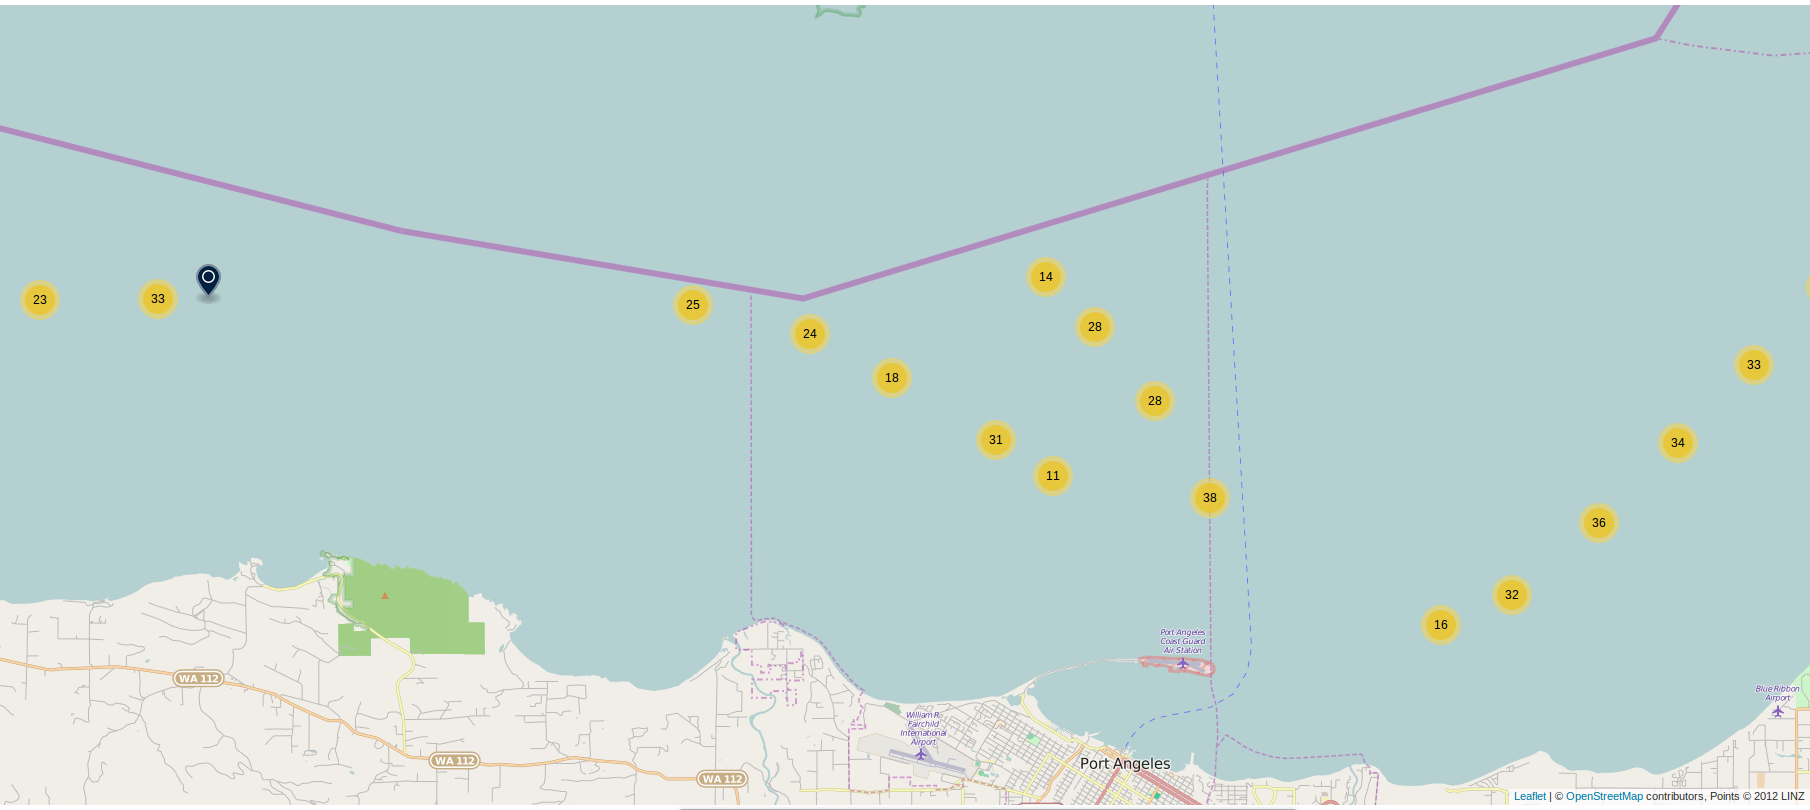 14
23
33
25
28
24
33
18
28
31
34
11
38
36
32
16
Port Angeles
Coast Guard
Air Station
WA 112
Blue Ribbon
Airport
William R.
Fairchild
International
Airport
WA 112
Port Angeles
WA 112
Leaflet | © OpenStreetMap contributors, Points © 2012 LINZ